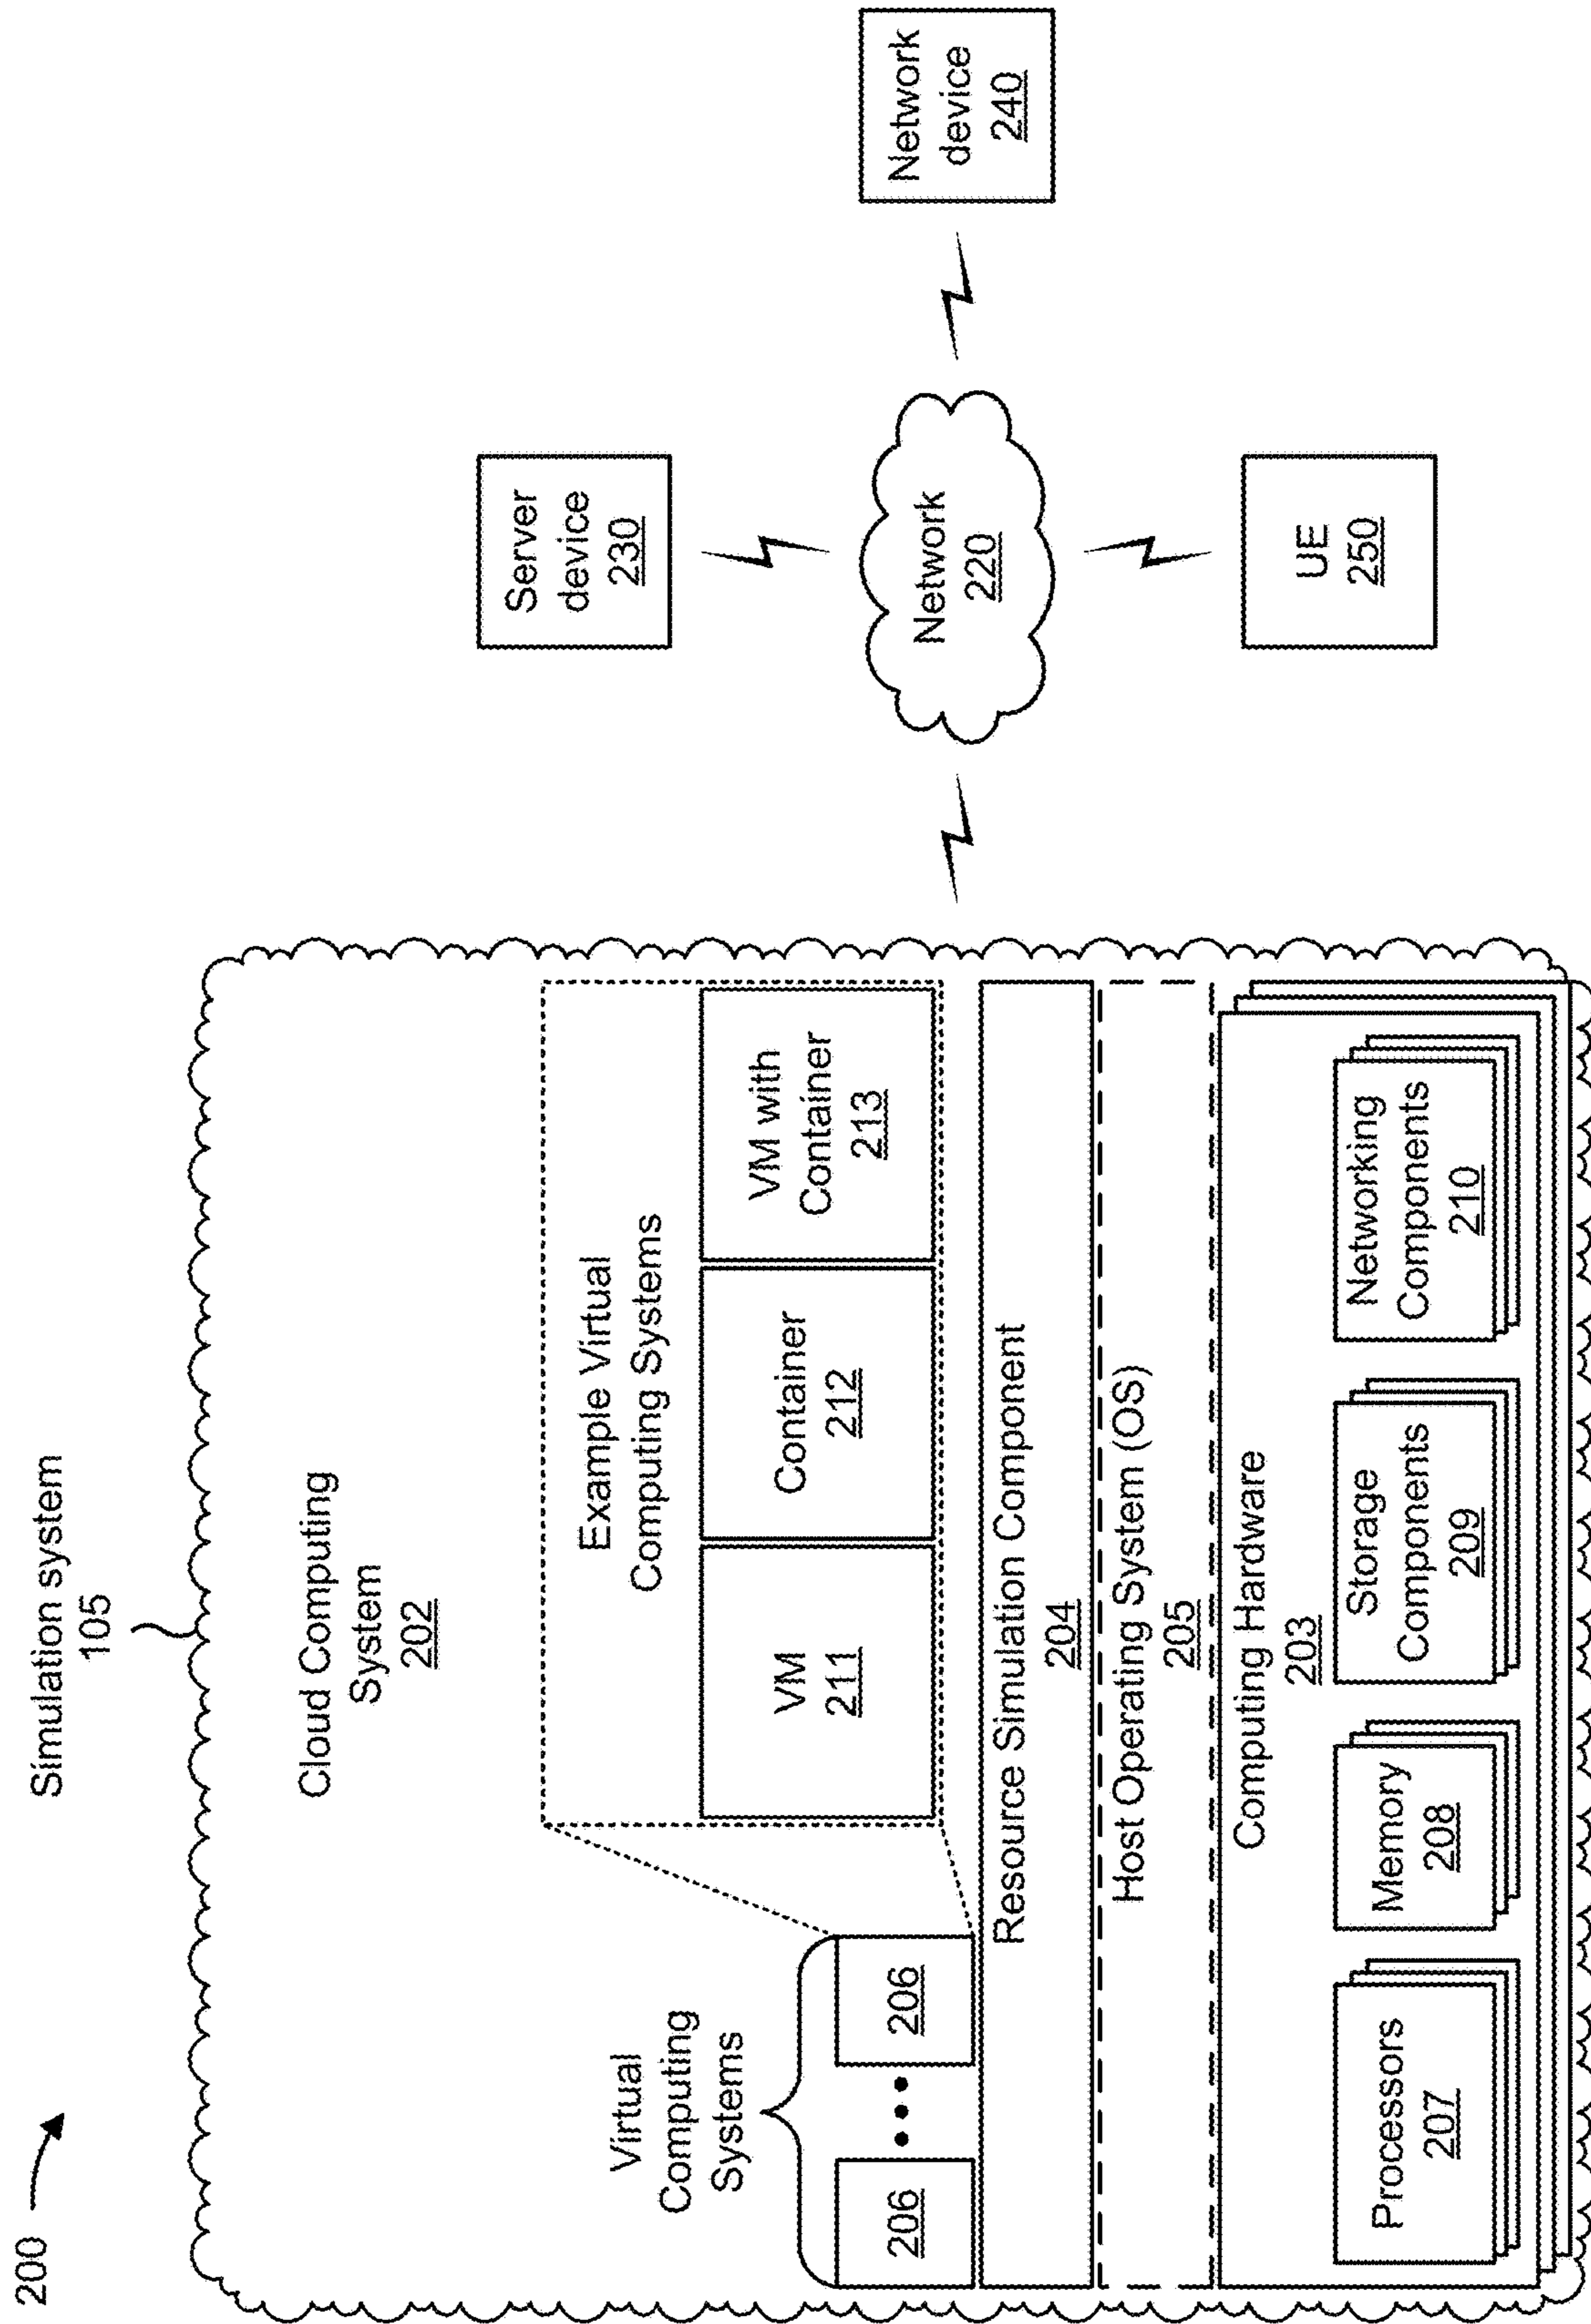 200
Simulation system
105
Cloud Computing
System
202
Virtual
Computing
Systems
206
206
Example Virtual
Computing Systems
VM
211
Container
212
VM with
Container
213
Resource Simulation Component
204
Host Operating System (OS)
205
Computing Hardware
203
Processors
207
Memory
208
Storage
Components
209
Networking
Components
210
Server
device
230
Network
220
UE
250
Network
device
240